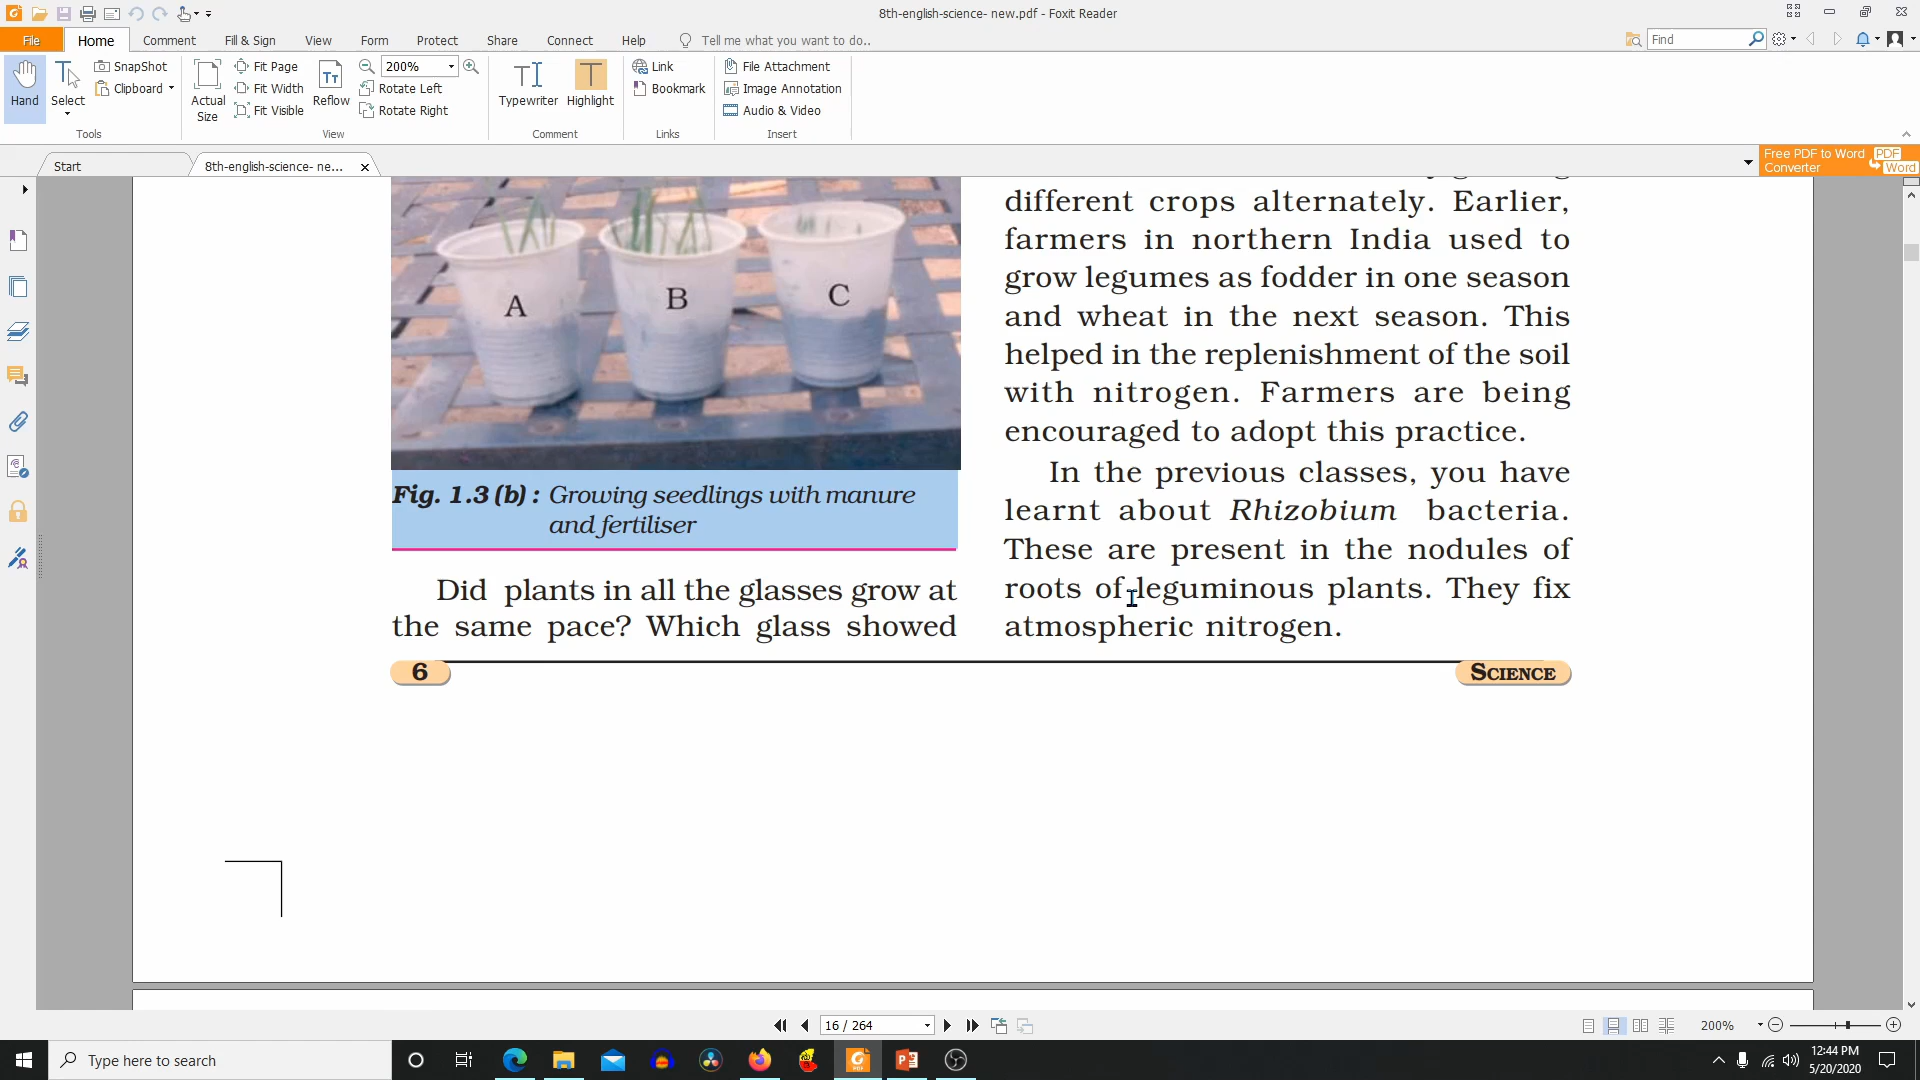 8th-english-science- new.pdf - Foxit Reader
File Home Comment Fill & Sign View Form Protect Share Connect Help Tell me what you want to do.. Find
Hand
Select
SnapShot
Clipboard
Tools
Actual
Size
Fit Page
Fit Width
Fit Visible
Reflow
200%
Rotate Left
Rotate Right
View
Typewriter
Highlight
Comment
Link
Bookmark
Links
File Attachment
Image Annotation
Audio & Video
Insert
Start
8th-english-science- ne...
Free PDF to Word
Converter
PDF
Word
A
B
C
Fig. 1.3 (b) : Growing seedlings with manure
and fertiliser
Did plants in all the glasses grow at
the same pace? Which glass showed
different crops alternately. Earlier,
farmers in northern India used to
grow legumes as fodder in one season
and wheat in the next season. This
helped in the replenishment of the soil
with nitrogen. Farmers are being
encouraged to adopt this practice.
In the previous classes, you have
learnt about Rhizobium bacteria.
These are present in the nodules of
roots of leguminous plants. They fix
atmospheric nitrogen.
6
SCIENCE
16 / 264
200%
Type here to search
12:44 PM
5/20/2020